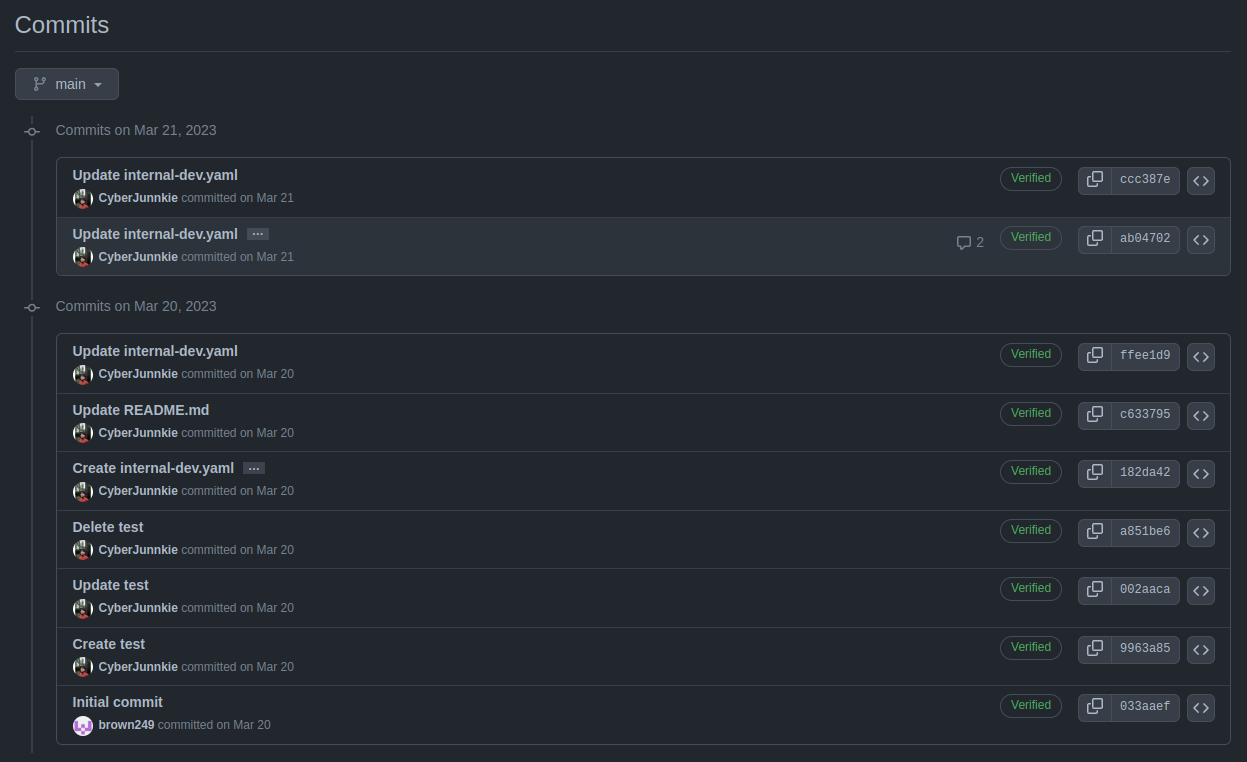 Commits
main
Commits on Mar 21, 2023
Update internal-dev.yaml
Verified
ccc387e
CyberJunnkie committed on Mar 21
Update internal-dev.yaml ...
2
Verified
ab04702
CyberJunnkie committed on Mar 21
Commits on Mar 20, 2023
Update internal-dev.yaml
Verified
ffee1d9
CyberJunnkie committed on Mar 20
Update README.md
Verified
c633795
CyberJunnkie committed on Mar 20
Create internal-dev.yaml ...
Verified
182da42
CyberJunnkie committed on Mar 20
Delete test
Verified
a851be6
CyberJunnkie committed on Mar 20
Update test
Verified
002aaca
CyberJunnkie committed on Mar 20
Create test
Verified
9963a85
CyberJunnkie committed on Mar 20
Initial commit
Verified
033aaef
brown249 committed on Mar 20